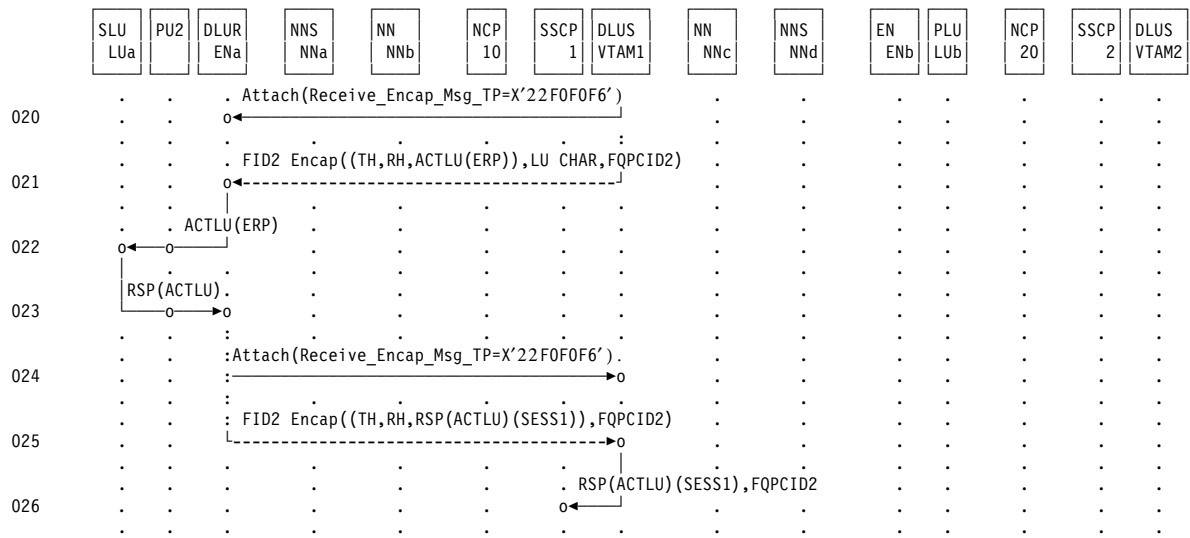 SLU PU2 DLUR NNS NN NCP SSCP DLUS NN NNS EN PLU NCP SSCP DLUS
LUa ENa NNa NNb 10 1 VTAM1 NNc NNd ENb LUb 20 2 VTAM2
Attach(Receive_Encap_Msg_TP=X'22F0F0F6')
020
FID2 Encap((TH,RH,ACTLU(ERP)),LU CHAR,FQPCID2)
021
ACTLU(ERP)
022
RSP(ACTLU)
023
Attach(Receive_Encap_Msg_TP=X'22F0F0F6').
024
FID2 Encap((TH,RH,RSP(ACTLU)(SESS1)),FQPCID2)
025
RSP(ACTLU)(SESS1),FQPCID2
026